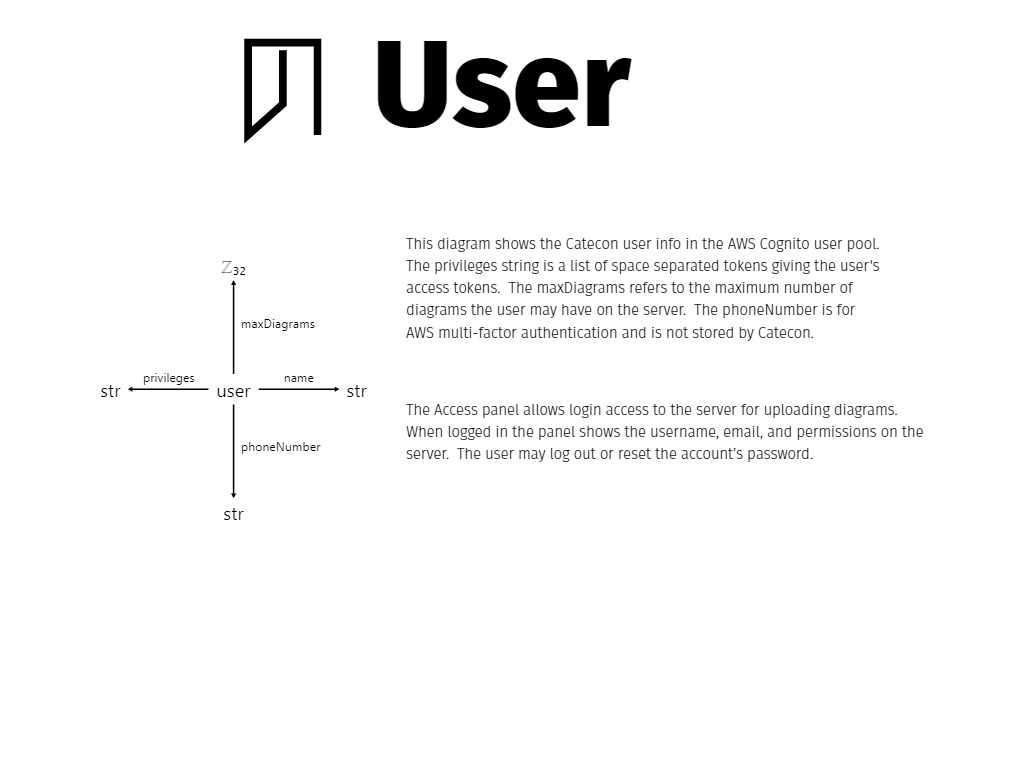 User
This diagram shows the Catecon user info in the AWS Cognito user pool.
The privileges string is a list of space separated tokens giving the user's
access tokens.  The maxDiagrams refers to the maximum number of
diagrams the user may have on the server.  The phoneNumber is for
AWS multi-factor authentication and is not stored by Catecon.
ℤ32
maxDiagrams
privileges
name
str
user
str
phoneNumber
str
The Access panel allows login access to the server for uploading diagrams.
When logged in the panel shows the username, email, and permissions on the
server.  The user may log out or reset the account's password.